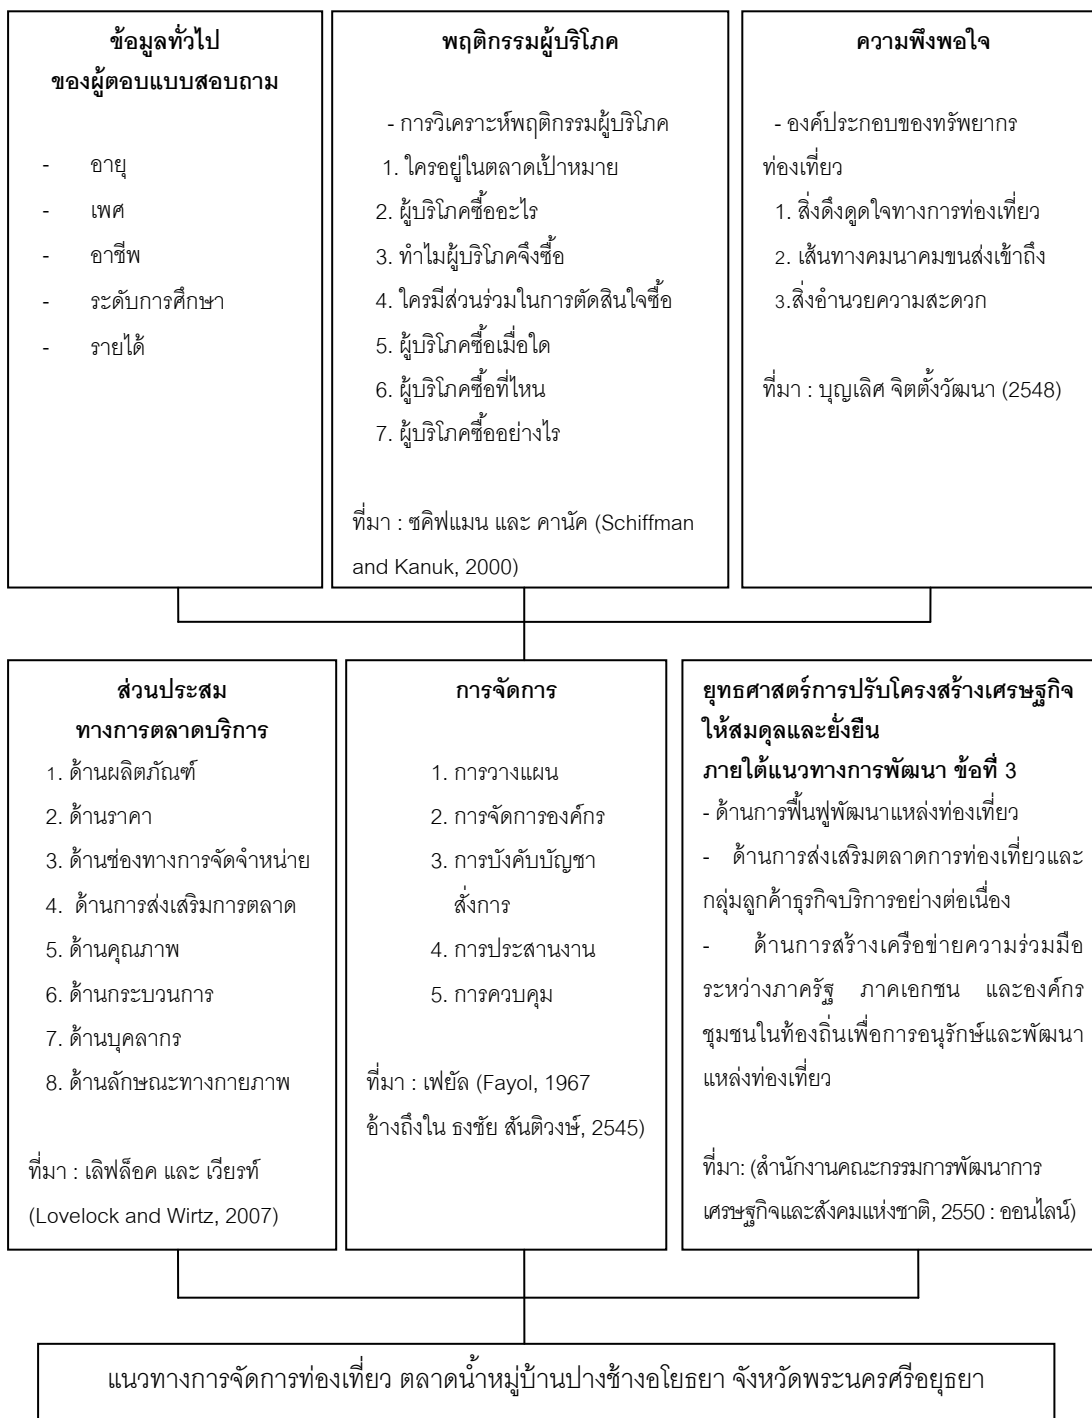 ข้อมูลทั่วไป
ของผู้ตอบแบบสอบถาม
- อายุ
- เพศ
- อาชีพ
- ระดับการศึกษา
- รายได้
พฤติกรรมผู้บริโภค
- การวิเคราะห์พฤติกรรมผู้บริโภค
1. ใครอยู่ในตลาดเป้าหมาย
2. ผู้บริโภคซื้ออะไร
3. ทำไมผู้บริโภคจึงซื้อ
4. ใครมีส่วนร่วมในการตัดสินใจซื้อ
5. ผู้บริโภคซื้อเมื่อใด
6. ผู้บริโภคซื้อที่ไหน
7. ผู้บริโภคซื้ออย่างไร
ที่มา : ซคิฟแมน และ คานัค (Schiffman
and Kanuk, 2000)
ความพึงพอใจ
- องค์ประกอบของทรัพยากร
ท่องเที่ยว
1. สิ่งดึงดูดใจทางการท่องเที่ยว
2. เส้นทางคมนาคมขนส่งเข้าถึง
3.สิ่งอำนวยความสะดวก
ที่มา : บุญเลิศ จิตตั้งวัฒนา (2548)
ส่วนประสม
ทางการตลาดบริการ
1. ด้านผลิตภัณฑ์
2. ด้านราคา
3. ด้านช่องทางการจัดจำหน่าย
4. ด้านการส่งเสริมการตลาด
5. ด้านคุณภาพ
6. ด้านกระบวนการ
7. ด้านบุคลากร
8. ด้านลักษณะทางกายภาพ
ที่มา : เลิฟล็อค และ เวียรท์
(Lovelock and Wirtz, 2007)
การจัดการ
1. การวางแผน
2. การจัดการองค์กร
3. การบังคับบัญชา
สั่งการ
4. การประสานงาน
5. การควบคุม
ที่มา : เฟยัล (Fayol, 1967
อ้างถึงใน ธงชัย สันติวงษ์, 2545)
ยุทธศาสตร์การปรับโครงสร้างเศรษฐกิจ
ให้สมดุลและยั่งยืน
ภายใต้แนวทางการพัฒนา ข้อที่ 3
- ด้านการฟื้นฟูพัฒนาแหล่งท่องเที่ยว
- ด้านการส่งเสริมตลาดการท่องเที่ยวและ
กลุ่มลูกค้าธุรกิจบริการอย่างต่อเนื่อง
- ด้านการสร้างเครือข่ายความร่วมมือ
ระหว่างภาครัฐ ภาคเอกชน และองค์กร
ชุมชนในท้องถิ่นเพื่อการอนุรักษ์และพัฒนา
แหล่งท่องเที่ยว
ที่มา: (สำนักงานคณะกรรมการพัฒนาการ
เศรษฐกิจและสังคมแห่งชาติ, 2550 : ออนไลน์)
แนวทางการจัดการท่องเที่ยว ตลาดน้ำหมู่บ้านปางช้างอโยธยา จังหวัดพระนครศรีอยุธยา